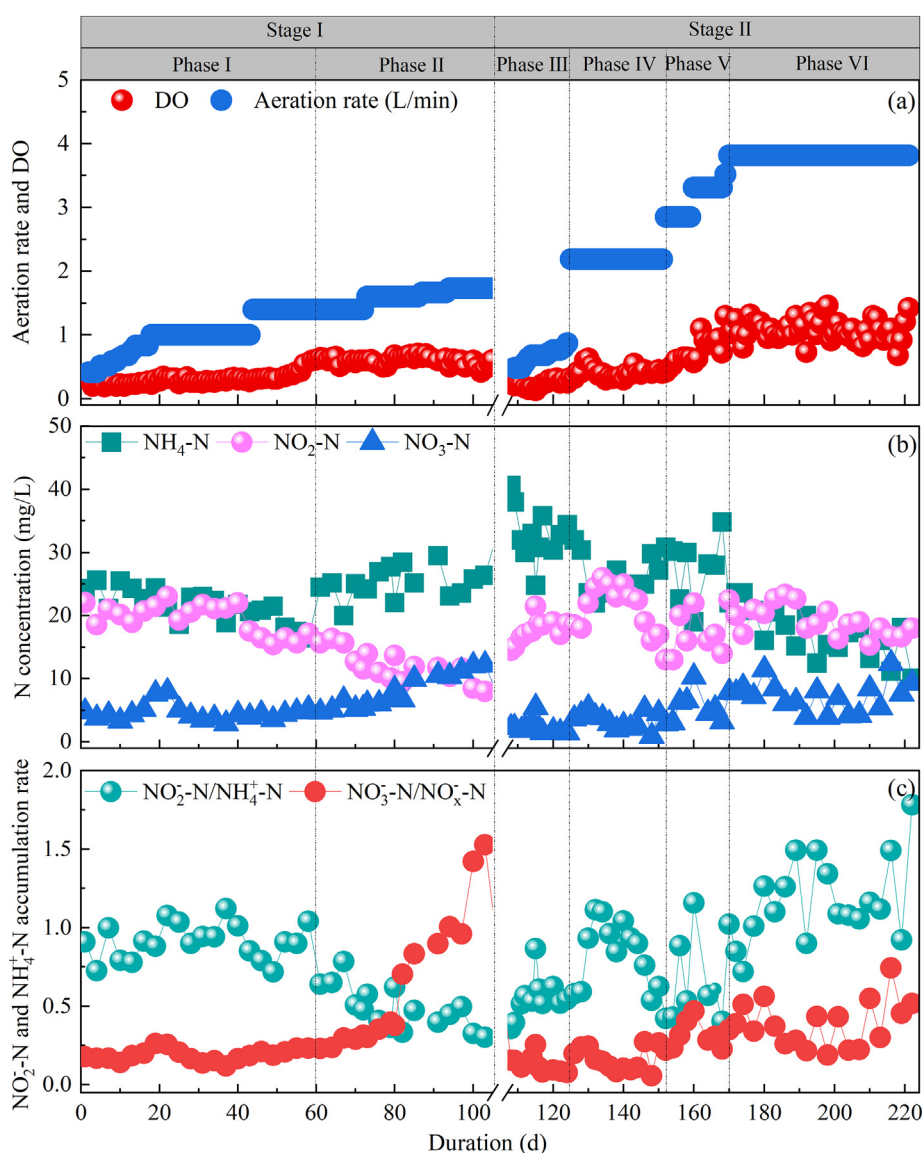 Stage I Stage II
Phase I Phase II Phase III Phase IV Phase V Phase VI
5
4
3
2
1
0
Aeration rate and DO
DO Aeration rate (L/min) (a)
50
40
30
20
10
0
N concentration (mg/L)
NH₄-N NO₂-N NO₃-N (b)
2.0
1.5
1.0
0.5
0.0
NO₂⁻-N and NH₄⁺-N accumulation rate
NO₂⁻-N/NH₄⁺-N NO₃⁻-N/NOₓ⁻-N (c)
0 20 40 60 80 100 120 140 160 180 200 220
Duration (d)